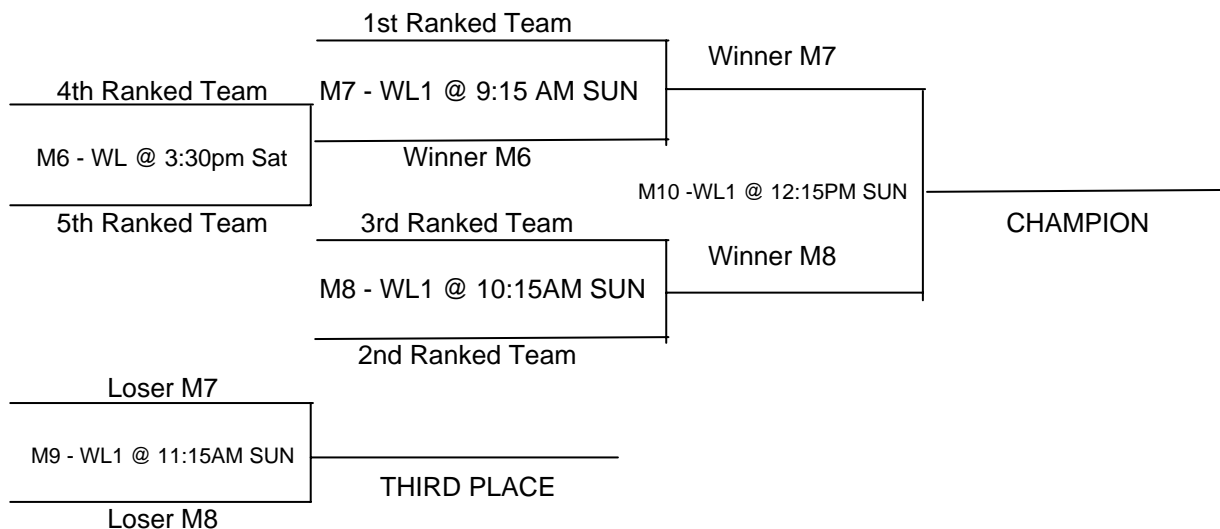 1st Ranked Team
Winner M7
4th Ranked Team
M7 - WL1 @ 9:15 AM SUN
M6 - WL @ 3:30pm Sat
Winner M6
M10 -WL1 @ 12:15PM SUN
5th Ranked Team
3rd Ranked Team
CHAMPION
Winner M8
M8 - WL1 @ 10:15AM SUN
2nd Ranked Team
Loser M7
M9 - WL1 @ 11:15AM SUN
THIRD PLACE
Loser M8